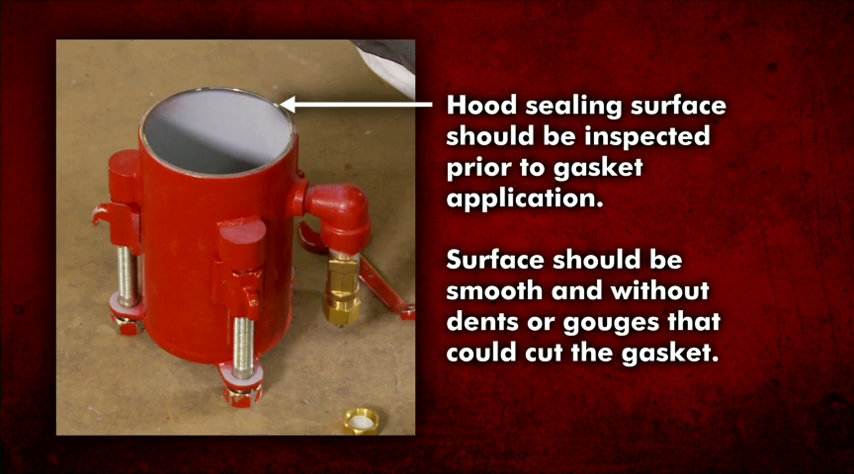 Hood sealing surface
should be inspected
prior to gasket
application.
Surface should be
smooth and without
dents or gouges that
could cut the gasket.